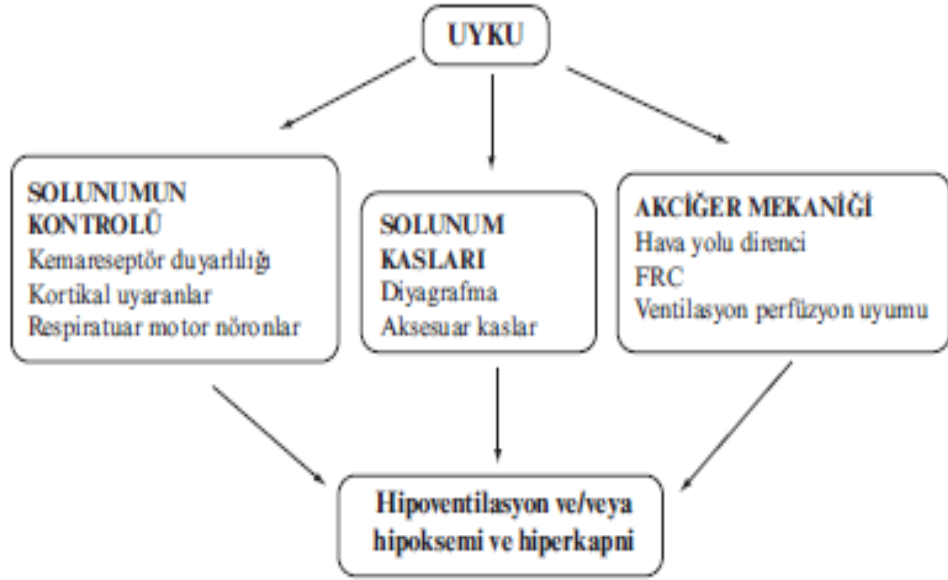 UYKU
SOLUNUMUN
KONTROLÜ
Kemareseptör duyarlılığı
Kortikal uyaranlar
Respiratuar motor nöronlar
SOLUNUM
KASLARI
Diyagrafma
Aksesuar kaslar
AKCİĞER MEKANİĞİ
Hava yolu direnci
FRC
Ventilasyon perfüzyon uyumu
Hipoventilasyon ve/veya
hipoksemi ve hiperkapni